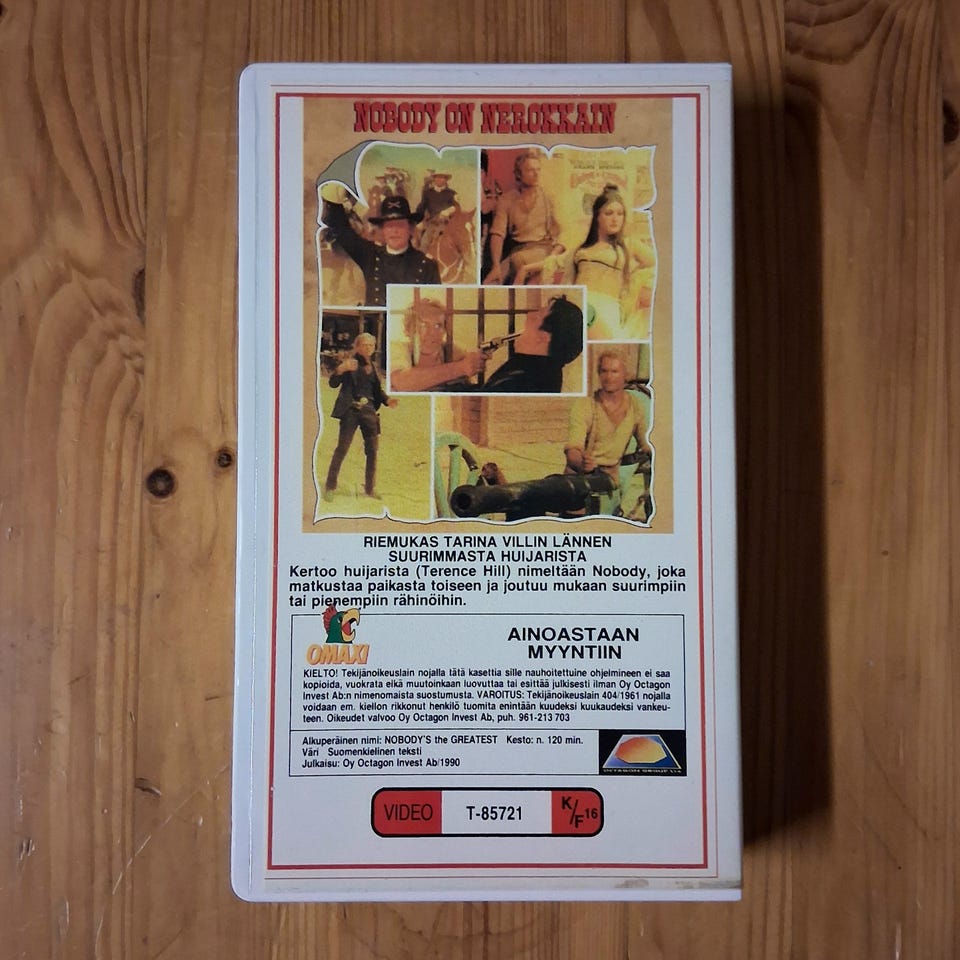 NOBODY ON NEROKKAIN
RIEMUKAS TARINA VILLIN LÄNNEN
SUURIMMASTA HUIJARISTA
Kertoo huijarista (Terence Hill) nimeltään Nobody, joka
matkustaa paikasta toiseen ja joutuu mukaan suurimpiin
tai pienempiin rähinöihin.
OMAXI
AINOASTAAN
MYYNTIIN
KIELTO! Tekijänoikeuslain nojalla tätä kasettia sille nauhoitettuine ohjelmineen ei saa
kopioida, vuokrata eikä muutoinkaan luovuttaa tai esittää julkisesti ilman Oy Octagon
Invest Ab:n nimenomaista suostumusta. VAROITUS: Tekijänoikeuslain 404/1961 nojalla
voidaan em. kiellon rikkonut henkilö tuomita enintään kuudeksi kuukaudeksi vankeu-
teen. Oikeudet valvoo Oy Octagon Invest Ab, puh. 961-213 703
Alkuperäinen nimi: NOBODY'S the GREATEST Kesto: n. 120 min.
Väri Suomenkielinen teksti
Julkaisu: Oy Octagon Invest Ab/1990
OCTAGON GROUP
VIDEO T-85721 K/F16